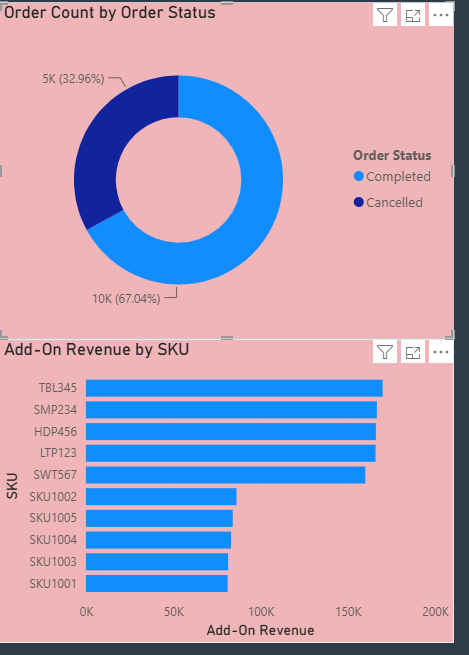 Order Count by Order Status
5K (32.96%)
Order Status
Completed
Cancelled
10K (67.04%)
Add-On Revenue by SKU
TBL345
SMP234
HDP456
LTP123
SWT567
SKU1002
SKU1005
SKU1004
SKU1003
SKU1001
SKU
0K 50K 100K 150K 200K
Add-On Revenue